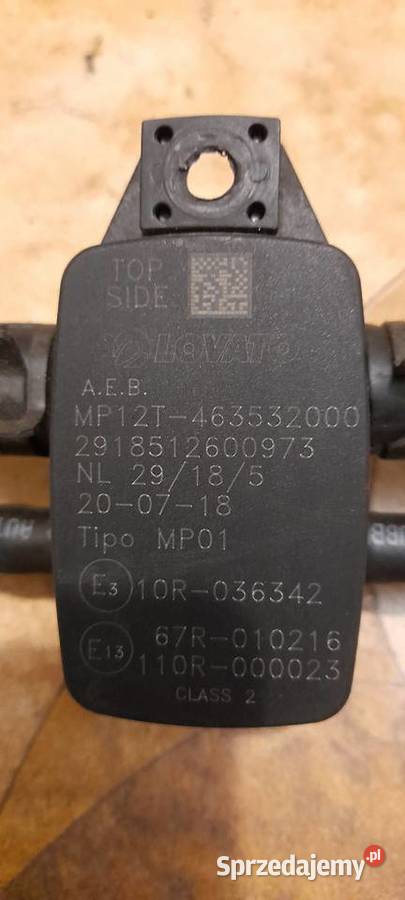 TOP
SIDE
LOVATO
A.E.B.
MP12T-463532000
2918512600973
NL 29/18/5
20-07-18
Tipo MP01
E3 10R-036342
E13 67R-010216
110R-000023
CLASS 2
Sprzedajemy.pl